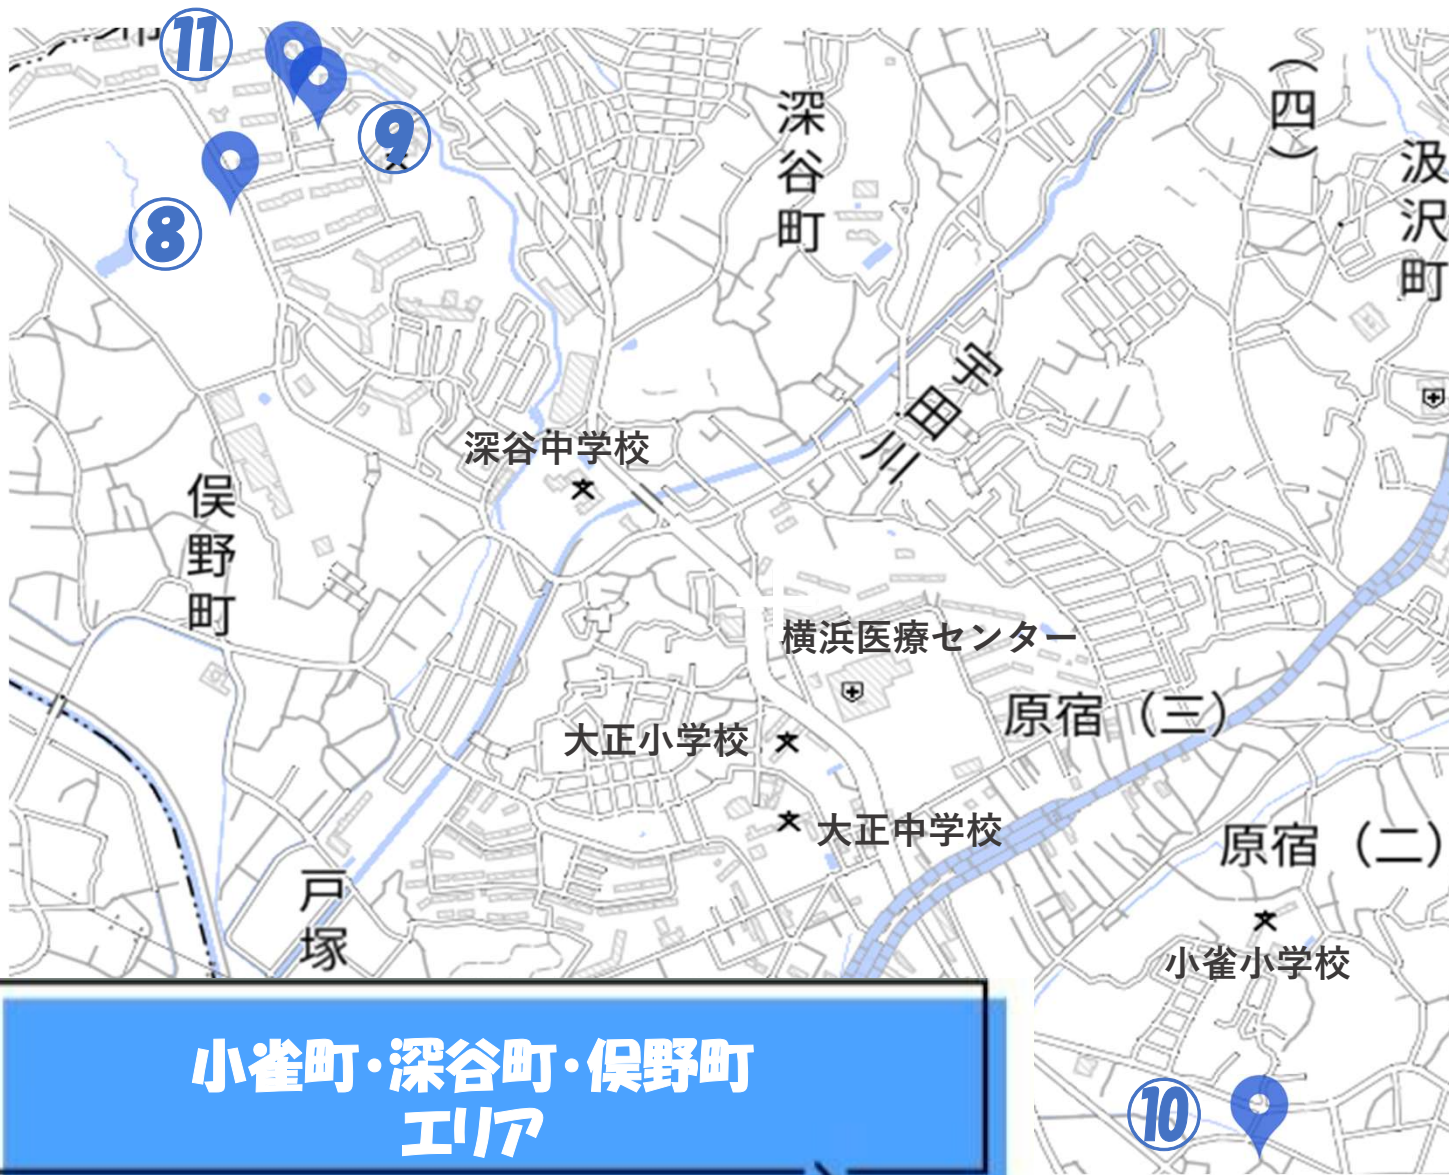 ⑪
⑨
⑧
深谷町
(四)
汲沢町
宇田川
深谷中学校
俣野町
横浜医療センター
原宿(三)
大正小学校
大正中学校
原宿(二)
戸塚
小雀小学校
⑩
小雀町・深谷町・俣野町
エリア